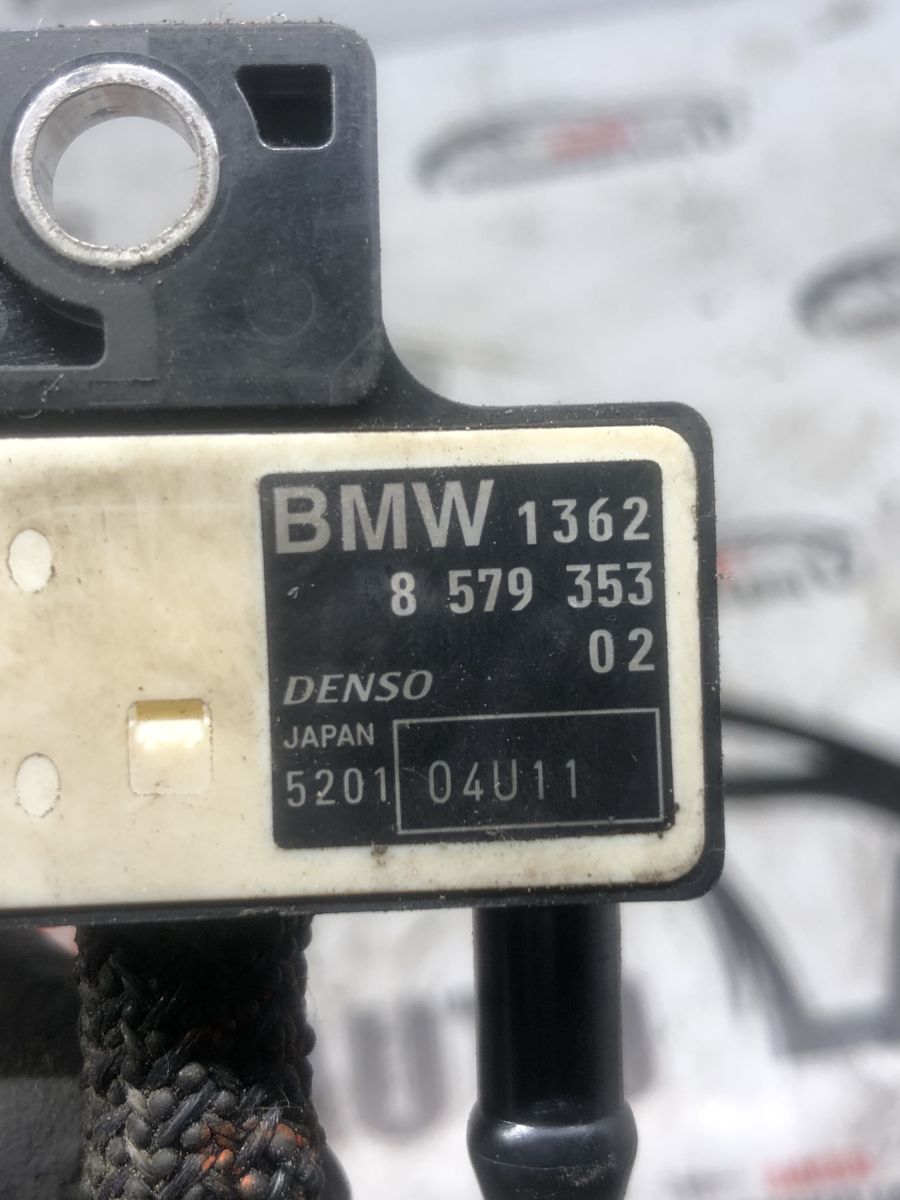 BMW 1362
8 579 353
02
DENSO
JAPAN
5201 04U11